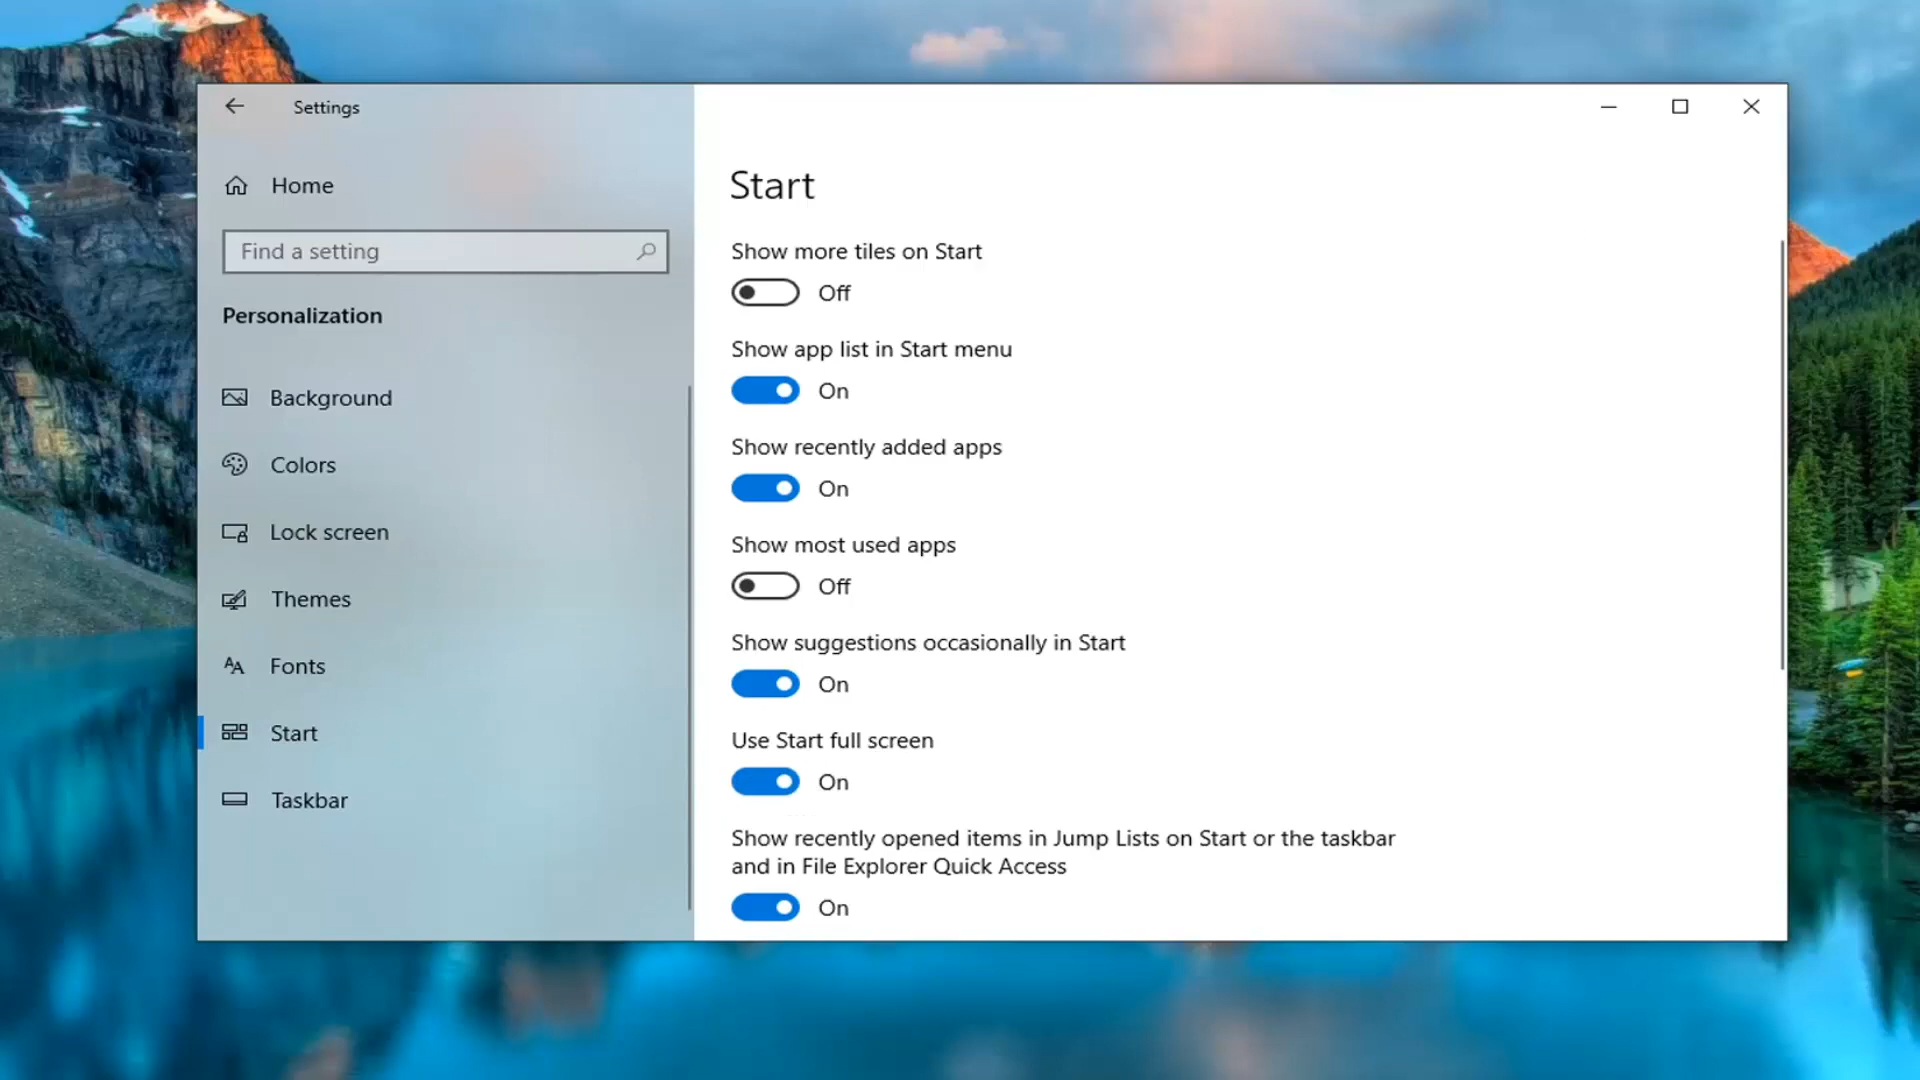 Settings
Home
Find a setting
Personalization
Background
Colors
Lock screen
Themes
Fonts
Start
Taskbar
Start
Show more tiles on Start
Off
Show app list in Start menu
On
Show recently added apps
On
Show most used apps
Off
Show suggestions occasionally in Start
On
Use Start full screen
On
Show recently opened items in Jump Lists on Start or the taskbar
and in File Explorer Quick Access
On